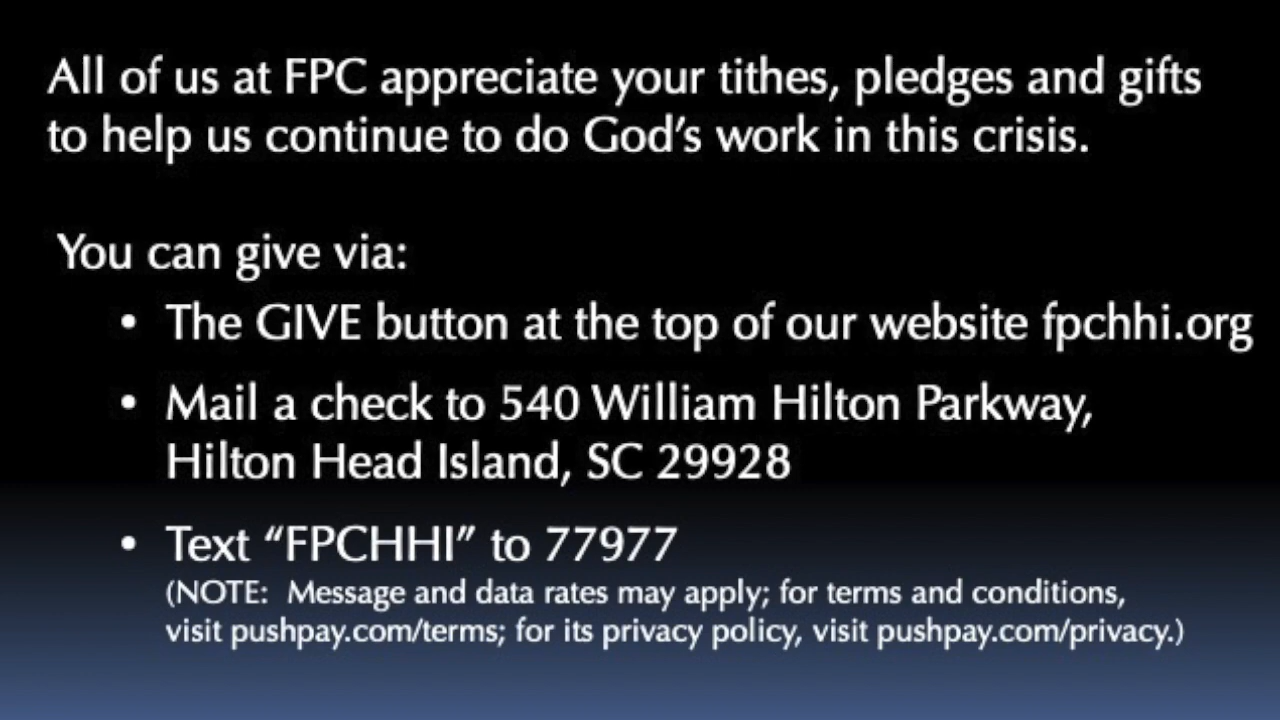 All of us at FPC appreciate your tithes, pledges and gifts
to help us continue to do God’s work in this crisis.
You can give via:
• The GIVE button at the top of our website fpchhi.org
• Mail a check to 540 William Hilton Parkway,
Hilton Head Island, SC 29928
• Text “FPCHHI” to 77977
(NOTE:  Message and data rates may apply; for terms and conditions,
visit pushpay.com/terms; for its privacy policy, visit pushpay.com/privacy.)